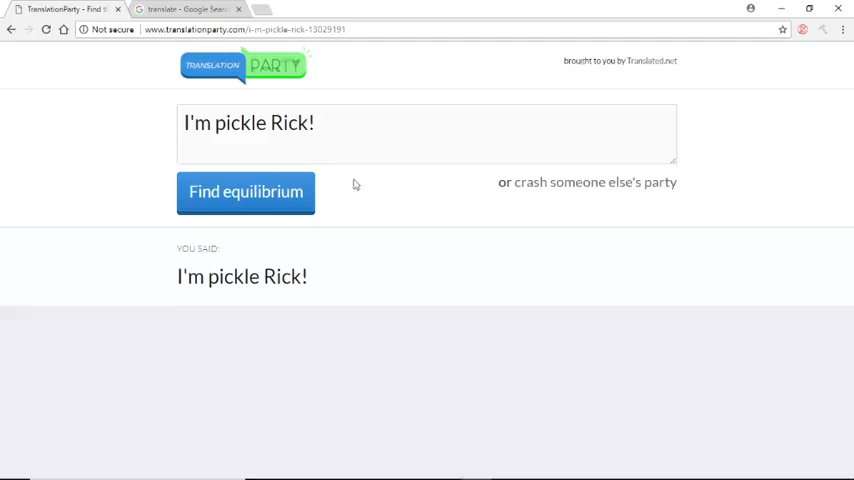 TranslationParty - Find t
translate - Google Searc
Not secure
www.translationparty.com/i-m-pickle-rick-13029191
TRANSLATION PARTY
brought to you by Translated.net
I'm pickle Rick!
Find equilibrium
or crash someone else's party
YOU SAID:
I'm pickle Rick!